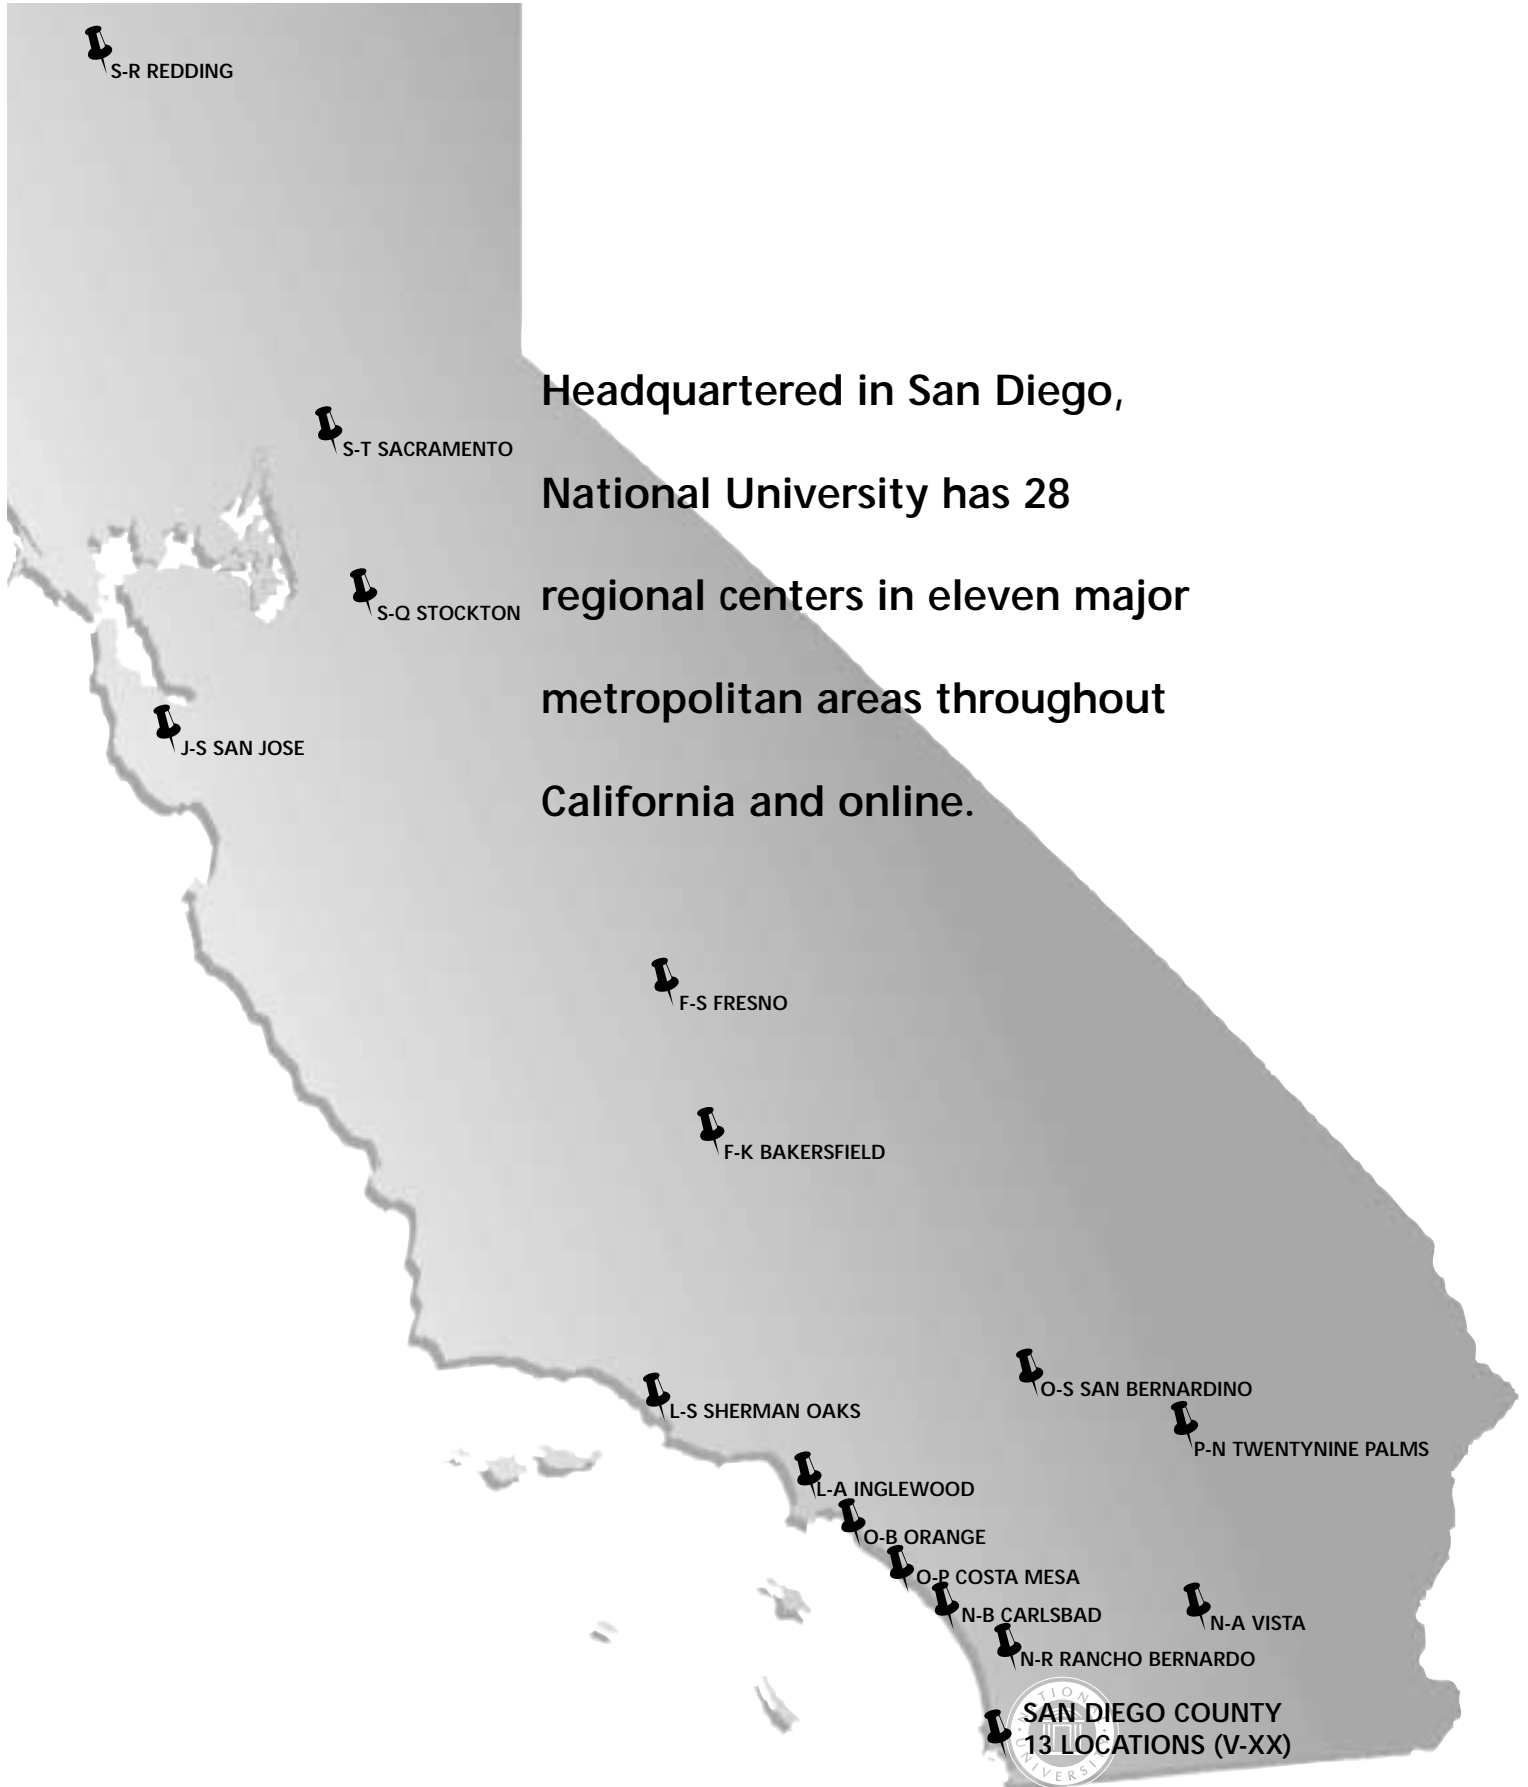 S-R REDDING
Headquartered in San Diego,
S-T SACRAMENTO
National University has 28
regional centers in eleven major
S-Q STOCKTON
metropolitan areas throughout
J-S SAN JOSE
California and online.
F-S FRESNO
F-K BAKERSFIELD
O-S SAN BERNARDINO
L-S SHERMAN OAKS
P-N TWENTYNINE PALMS
L-A INGLEWOOD
O-B ORANGE
O-P COSTA MESA
N-B CARLSBAD
N-A VISTA
N-R RANCHO BERNARDO
SAN DIEGO COUNTY
13 LOCATIONS (V-XX)